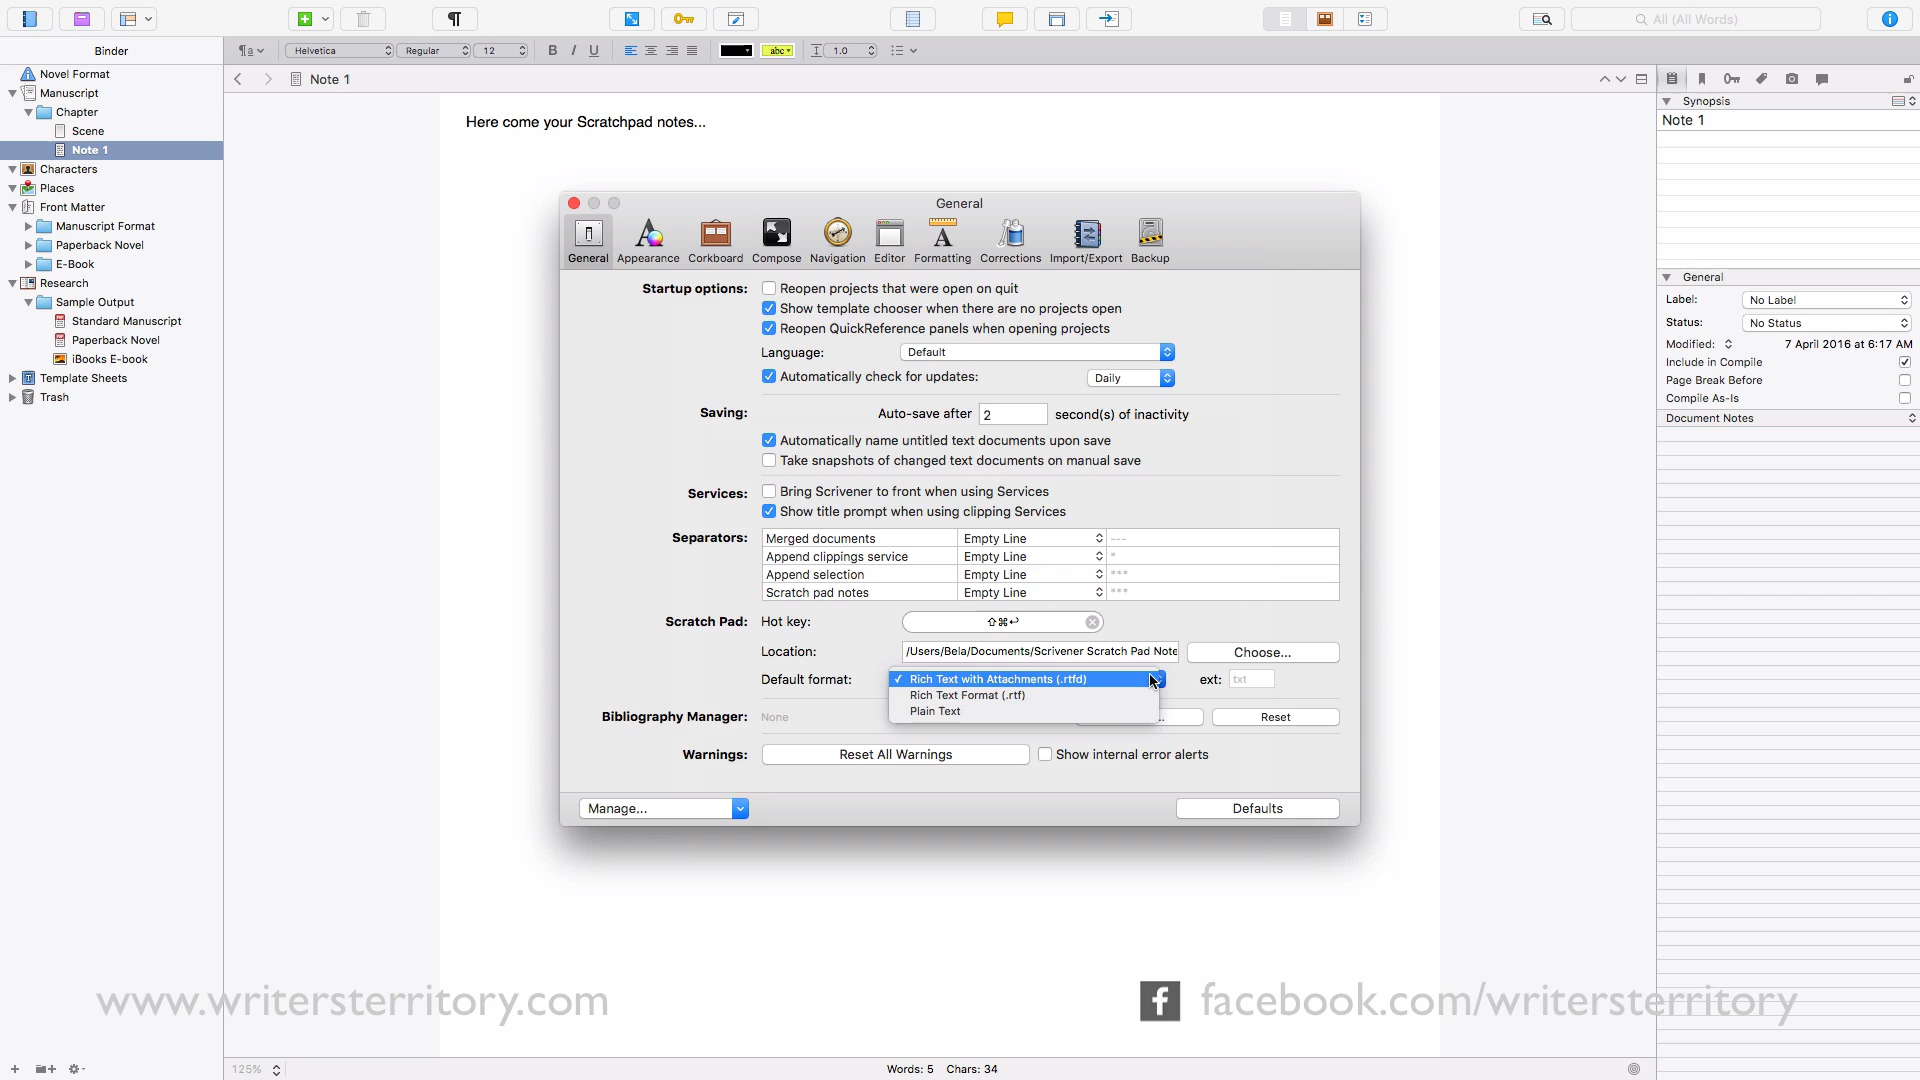 All (All Words)
Binder
Helvetica
Regular
12
B I U
abc
1.0
Novel Format
Manuscript
Chapter
Scene
Note 1
Characters
Places
Front Matter
Manuscript Format
Paperback Novel
E-Book
Research
Sample Output
Standard Manuscript
Paperback Novel
iBooks E-book
Template Sheets
Trash
Note 1
Here come your Scratchpad notes...
General
General
Appearance
Corkboard
Compose
Navigation
Editor
Formatting
Corrections
Import/Export
Backup
Startup options:
Reopen projects that were open on quit
Show template chooser when there are no projects open
Reopen QuickReference panels when opening projects
Language: Default
Automatically check for updates: Daily
Saving: Auto-save after 2 second(s) of inactivity
Automatically name untitled text documents upon save
Take snapshots of changed text documents on manual save
Services: Bring Scrivener to front when using Services
Show title prompt when using clipping Services
Separators: Merged documents Empty Line ---
Append clippings service Empty Line *
Append selection Empty Line ***
Scratch pad notes Empty Line ***
Scratch Pad: Hot key: ⇧⌘↩
Location: /Users/Bela/Documents/Scrivener Scratch Pad Note Choose...
Default format: ✓ Rich Text with Attachments (.rtfd) ext: txt
Rich Text Format (.rtf)
Plain Text
Bibliography Manager: None ... Reset
Warnings: Reset All Warnings Show internal error alerts
Manage... Defaults
Synopsis
Note 1
General
Label: No Label
Status: No Status
Modified: 7 April 2016 at 6:17 AM
Include in Compile
Page Break Before
Compile As-Is
Document Notes
www.writersterritory.com
f facebook.com/writersterritory
125%
Words: 5 Chars: 34